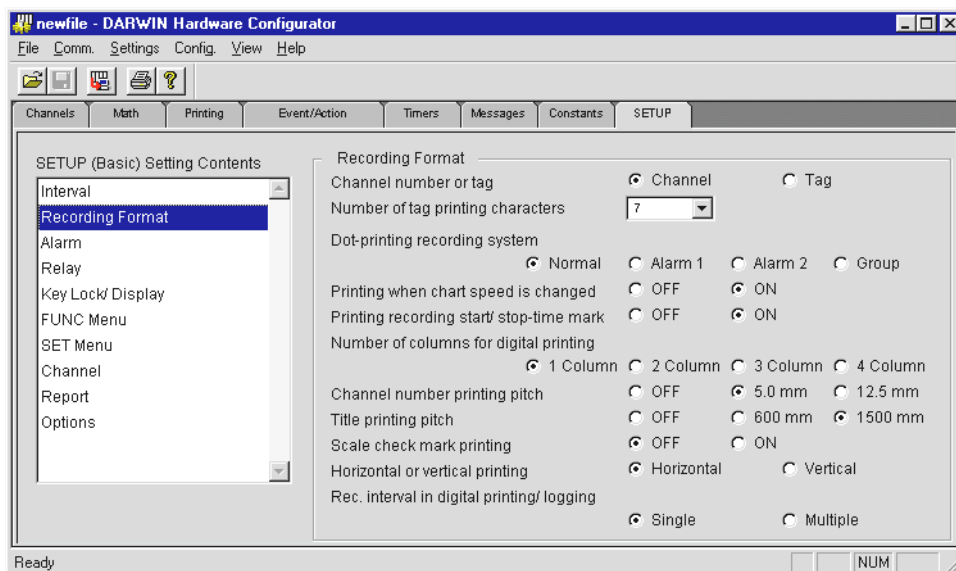 newfile - DARWIN Hardware Configurator
File Comm. Settings Config. View Help
Channels Math Printing Event/Action Timers Messages Constants SETUP
SETUP (Basic) Setting Contents
Interval
Recording Format
Alarm
Relay
Key Lock/ Display
FUNC Menu
SET Menu
Channel
Report
Options
Recording Format
Channel number or tag Channel Tag
Number of tag printing characters 7
Dot-printing recording system
Normal Alarm 1 Alarm 2 Group
Printing when chart speed is changed OFF ON
Printing recording start/ stop-time mark OFF ON
Number of columns for digital printing
1 Column 2 Column 3 Column 4 Column
Channel number printing pitch OFF 5.0 mm 12.5 mm
Title printing pitch OFF 600 mm 1500 mm
Scale check mark printing OFF ON
Horizontal or vertical printing Horizontal Vertical
Rec. interval in digital printing/ logging
Single Multiple
Ready NUM